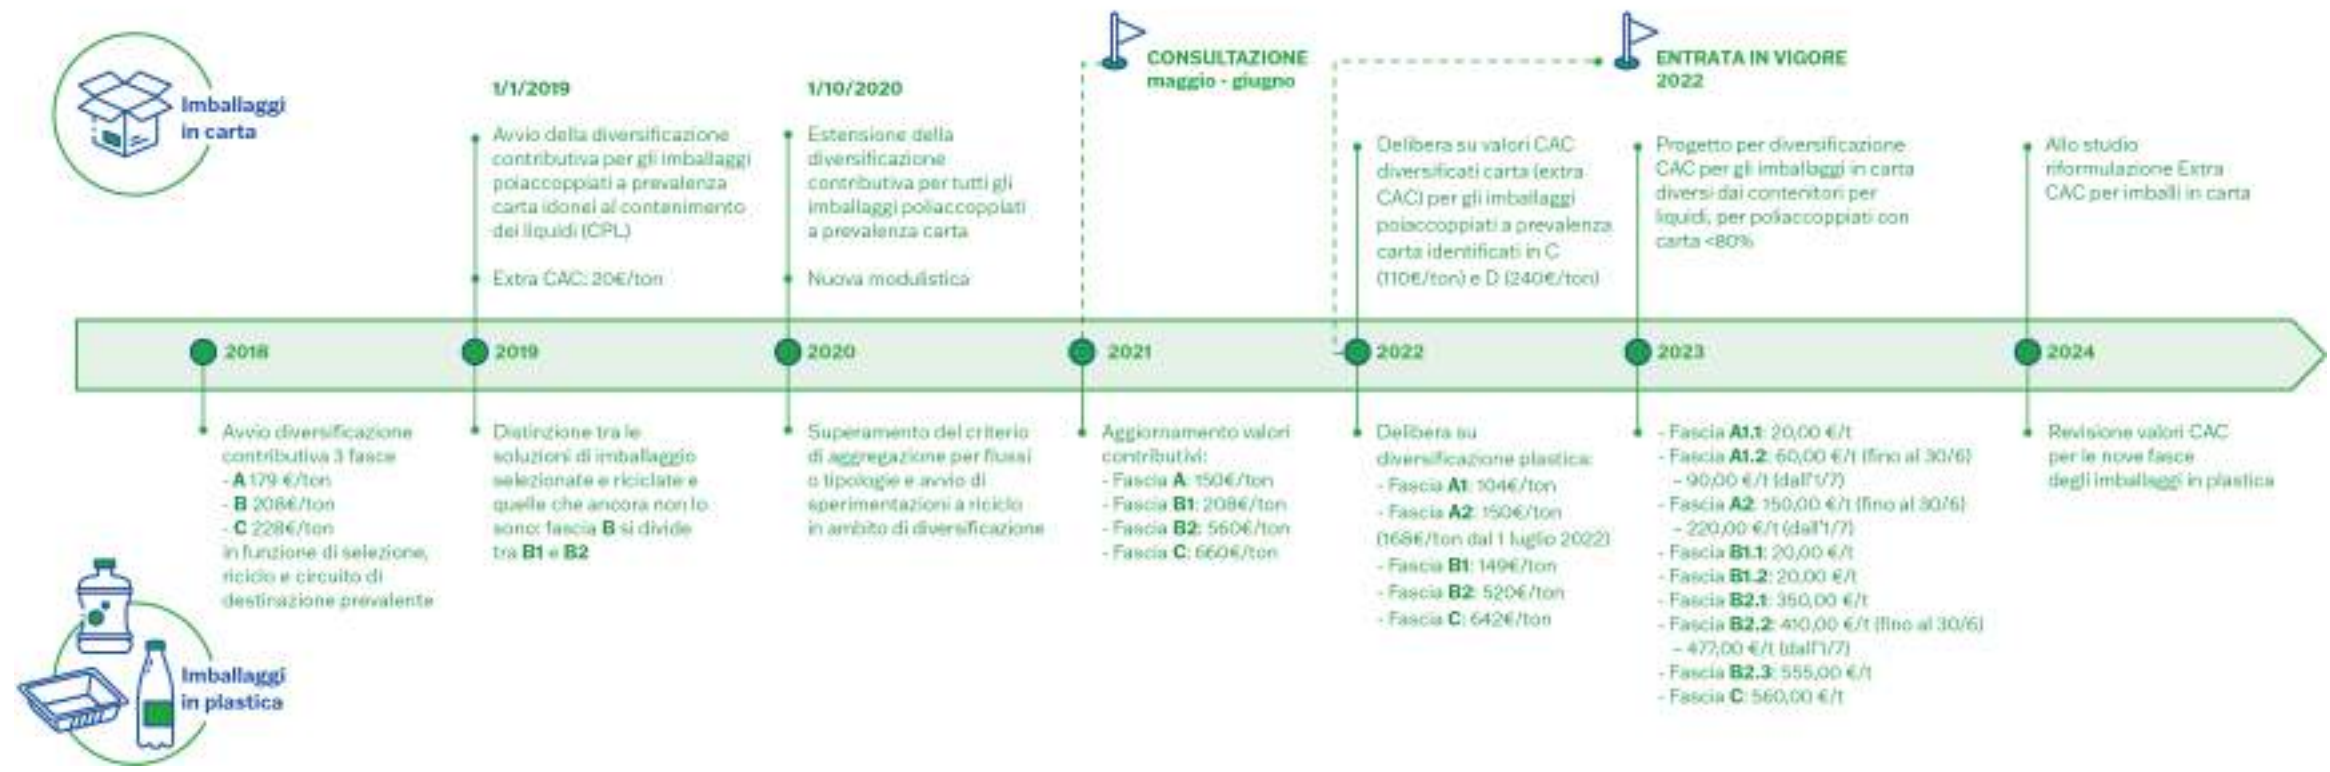 Imballaggi
in carta
1/1/2019
Avvio della diversificazione
contributiva per gli imballaggi
poiaccoppiati a prevalenza
carta idonei al contenimento
dei liquidi (CPL)
Extra CAC: 20€/ton
1/10/2020
Estensione della
diversificazione
contributiva per tutti gli
imballaggi poliaccoppiati
a prevalenza carta
Nuova modulistica
CONSULTAZIONE
maggio - giugno
Delibera su valori CAC
diversificati carta (extra
CAC) per gli imballaggi
poiaccoppiati a prevalenza
carta identificati in C
(110€/ton) e D (240€/ton)
ENTRATA IN VIGORE
2022
Progetto per diversificazione
CAC per gli imballaggi in carta
diversi dai contenitori per
liquidi, per poliaccoppiati con
carta <80%
Allo studio
riformulazione Extra
CAC per imballi in carta
2018
2019
2020
2021
2022
2023
2024
Avvio diversificazione
contributiva 3 fasce
- A 179 €/ton
- B 208€/ton
- C 228€/ton
in funzione di selezione,
riciclo e circuito di
destinazione prevalente
Distinzione tra le
soluzioni di imballaggio
selezionate e riciclate e
quelle che ancora non lo
sono: fascia B si divide
tra B1 e B2
Superamento del criterio
di aggregazione per flussi
o tipologie e avvio di
sperimentazioni a riciclo
in ambito di diversificazione
Aggiornamento valori
contributivi:
- Fascia A: 150€/ton
- Fascia B1: 208€/ton
- Fascia B2: 560€/ton
- Fascia C: 660€/ton
Delibera su
diversificazione plastica:
- Fascia A1: 104€/ton
- Fascia A2: 150€/ton
(168€/ton dal 1 luglio 2022)
- Fascia B1: 149€/ton
- Fascia B2: 520€/ton
- Fascia C: 642€/ton
- Fascia A1.1: 20,00 €/t
- Fascia A1.2: 60,00 €/t (fino al 30/6)
- 90,00 €/t (dall'1/7)
- Fascia A2: 150,00 €/t (fino al 30/6)
- 220,00 €/t (dall'1/7)
- Fascia B1.1: 20,00 €/t
- Fascia B1.2: 20,00 €/t
- Fascia B2.1: 350,00 €/t
- Fascia B2.2: 410,00 €/t (fino al 30/6)
- 477,00 €/t (dall'1/7)
- Fascia B2.3: 555,00 €/t
- Fascia C: 560,00 €/t
Revisione valori CAC
per le nove fasce
degli imballaggi in plastica
Imballaggi
in plastica